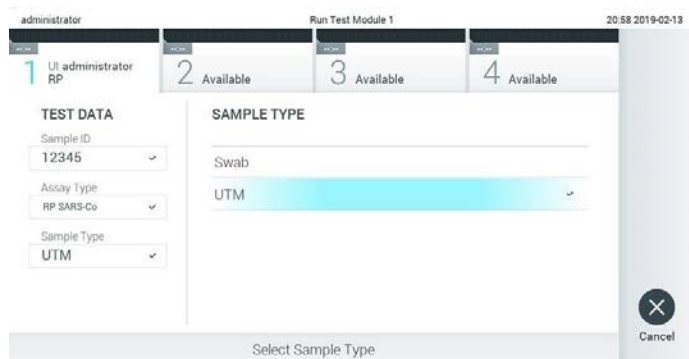 administrator Run Test Module 1 20:58 2019-02-13
1 UI administrator
RP
2 Available
3 Available
4 Available
TEST DATA
Sample ID
12345
Assay Type
RP SARS-Co
Sample Type
UTM
SAMPLE TYPE
Swab
UTM
Cancel
Select Sample Type